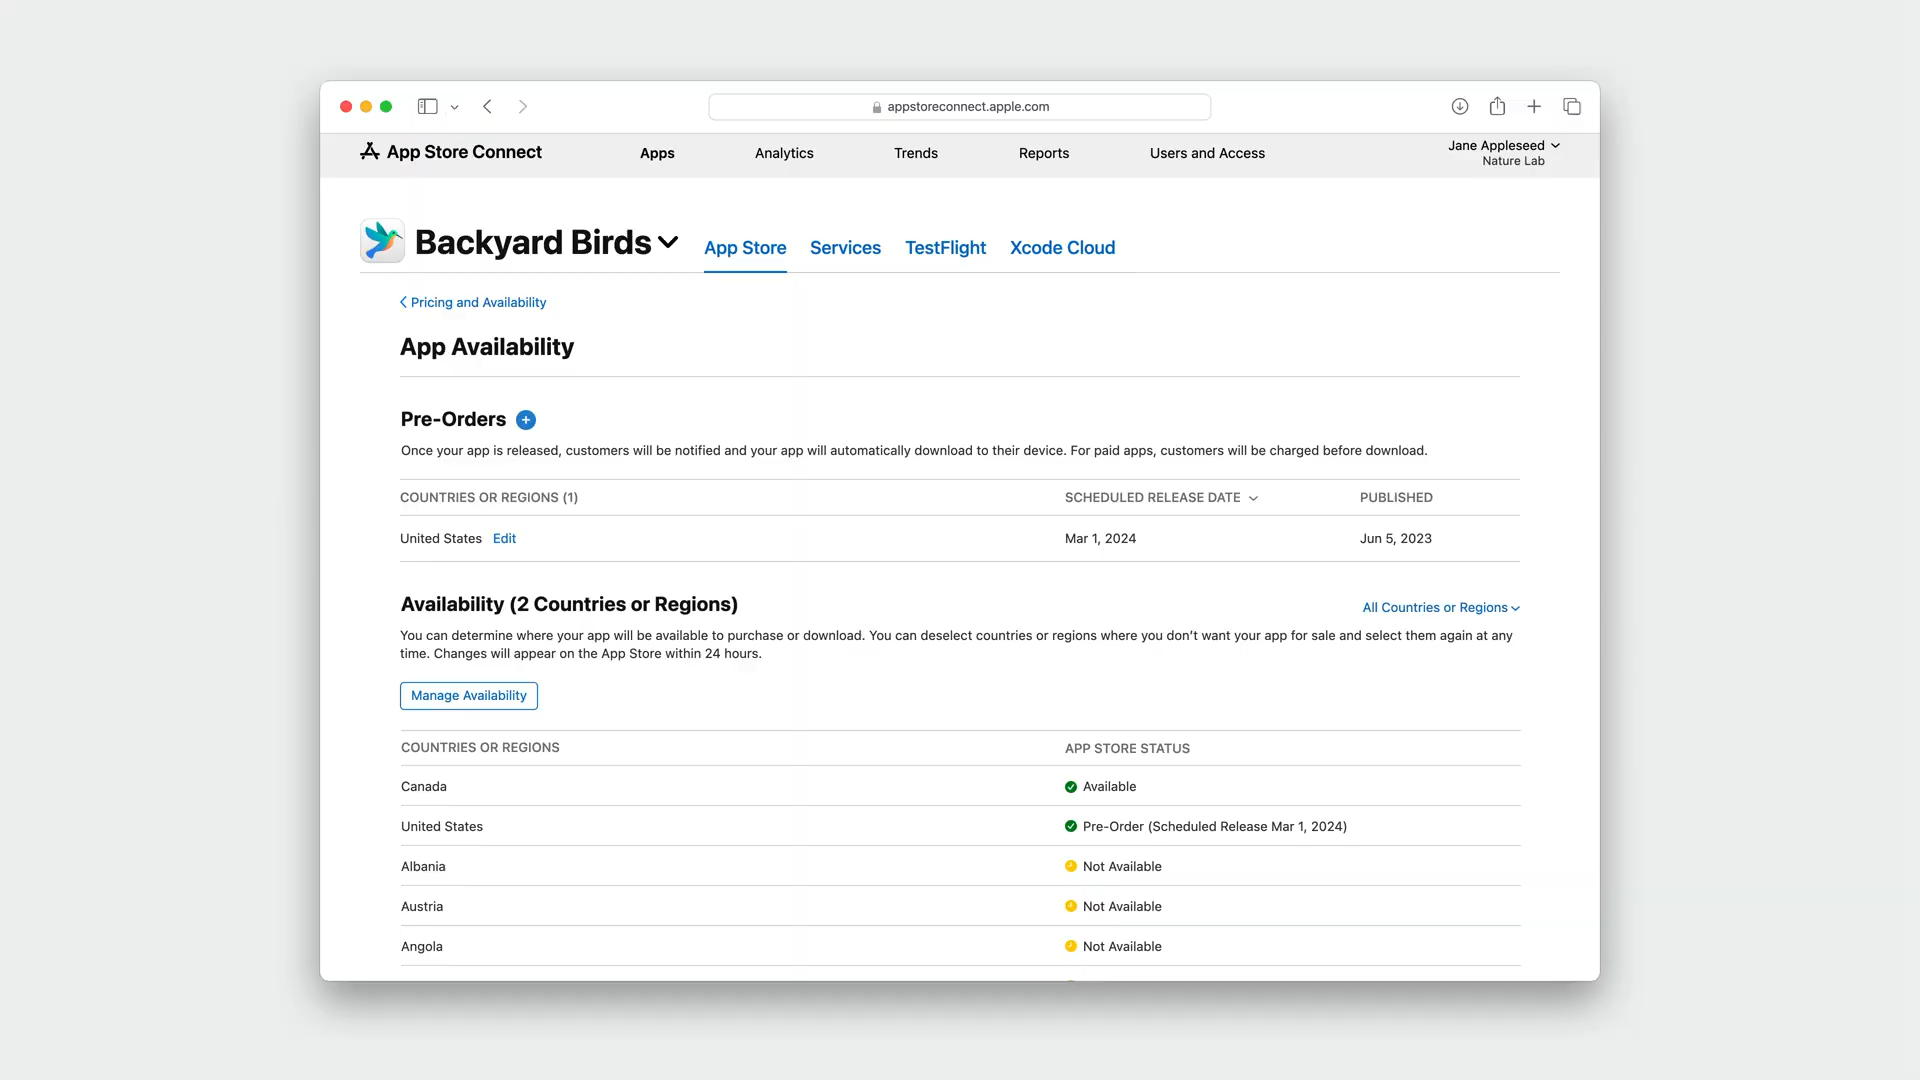 appstoreconnect.apple.com
App Store Connect
Apps
Analytics
Trends
Reports
Users and Access
Jane Appleseed
Nature Lab
Backyard Birds
App Store
Services
TestFlight
Xcode Cloud
Pricing and Availability
App Availability
Pre-Orders
Once your app is released, customers will be notified and your app will automatically download to their device. For paid apps, customers will be charged before download.
COUNTRIES OR REGIONS (1)
SCHEDULED RELEASE DATE
PUBLISHED
United States Edit
Mar 1, 2024
Jun 5, 2023
Availability (2 Countries or Regions)
All Countries or Regions
You can determine where your app will be available to purchase or download. You can deselect countries or regions where you don't want your app for sale and select them again at any
time. Changes will appear on the App Store within 24 hours.
Manage Availability
COUNTRIES OR REGIONS
APP STORE STATUS
Canada
Available
United States
Pre-Order (Scheduled Release Mar 1, 2024)
Albania
Not Available
Austria
Not Available
Angola
Not Available